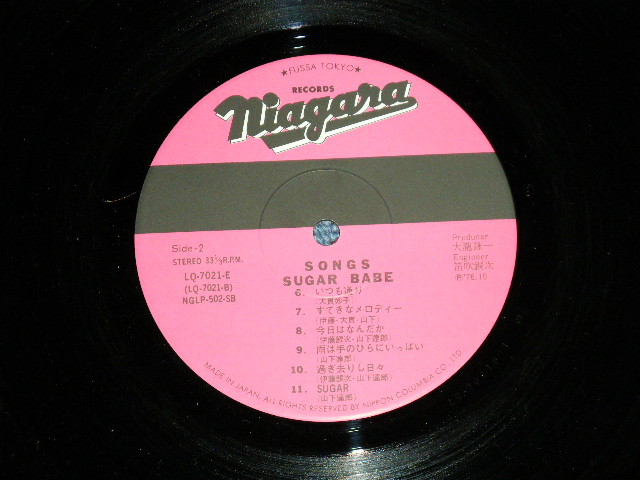 ★FUSSA TOKYO★
RECORDS
Niagara
Side-2
STEREO 33⅓R.P.M.
LQ-7021-E
(LQ-7021-B)
NGLP-502-SB
Producer
大瀧詠一
Engineer
笛吹銅次
SONGS
SUGAR BABE
6. いつも通り
(大貫妙子)
7. すてきなメロディー
(伊藤・大貫・山下)
8. 今日はなんだか
(伊藤銀次・山下達郎)
9. 雨は手のひらにいっぱい
(山下達郎)
10. 過ぎ去りし日々
(伊藤銀次・山下達郎)
11. SUGAR
(山下達郎)
MADE IN JAPAN. ALL RIGHTS RESERVED BY NIPPON COLUMBIA CO., LTD.